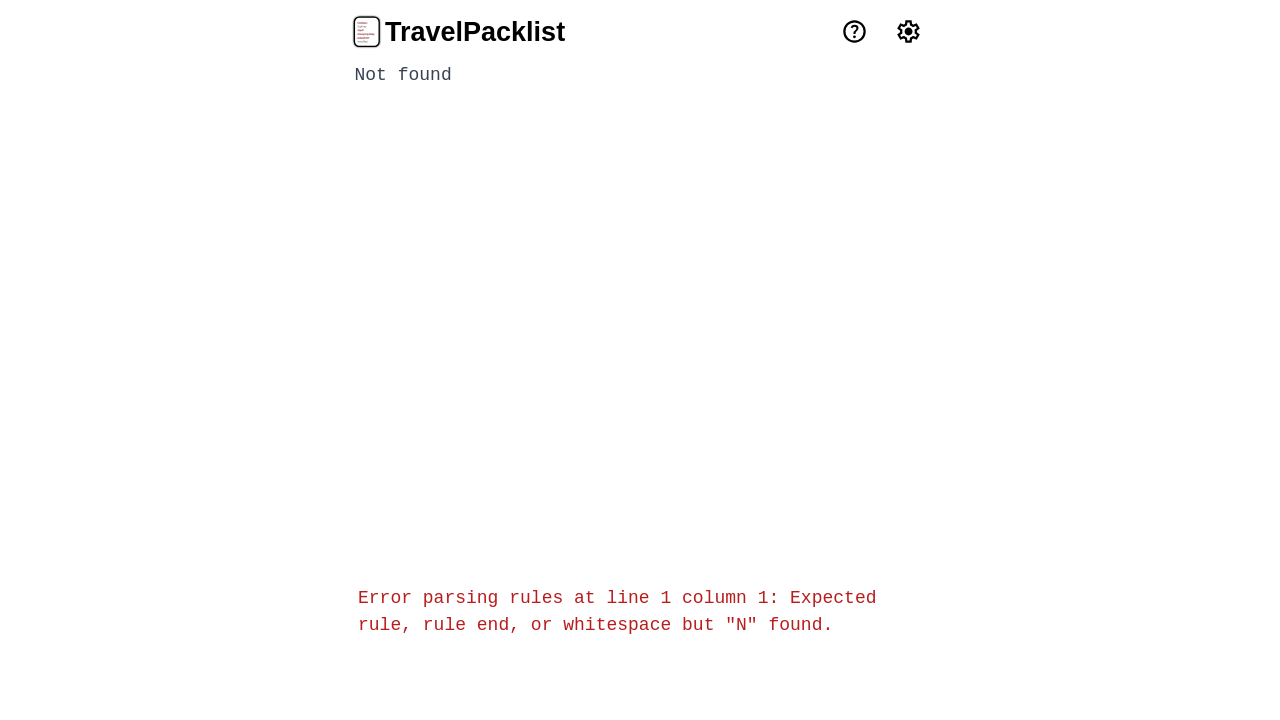 TravelPacklist
Not found
Error parsing rules at line 1 column 1: Expected
rule, rule end, or whitespace but "N" found.